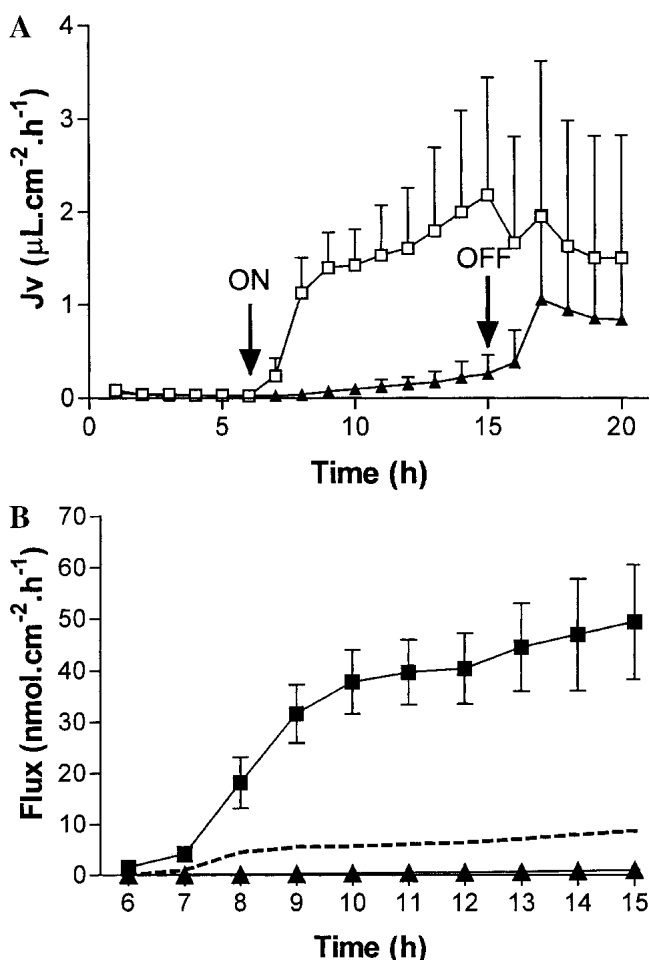 A
Jv (μL.cm⁻².h⁻¹)
4
3
2
1
0
ON
OFF
0 5 10 15 20
Time (h)
B
Flux (nmol.cm⁻².h⁻¹)
70
60
50
40
30
20
10
0
6 7 8 9 10 11 12 13 14 15
Time (h)